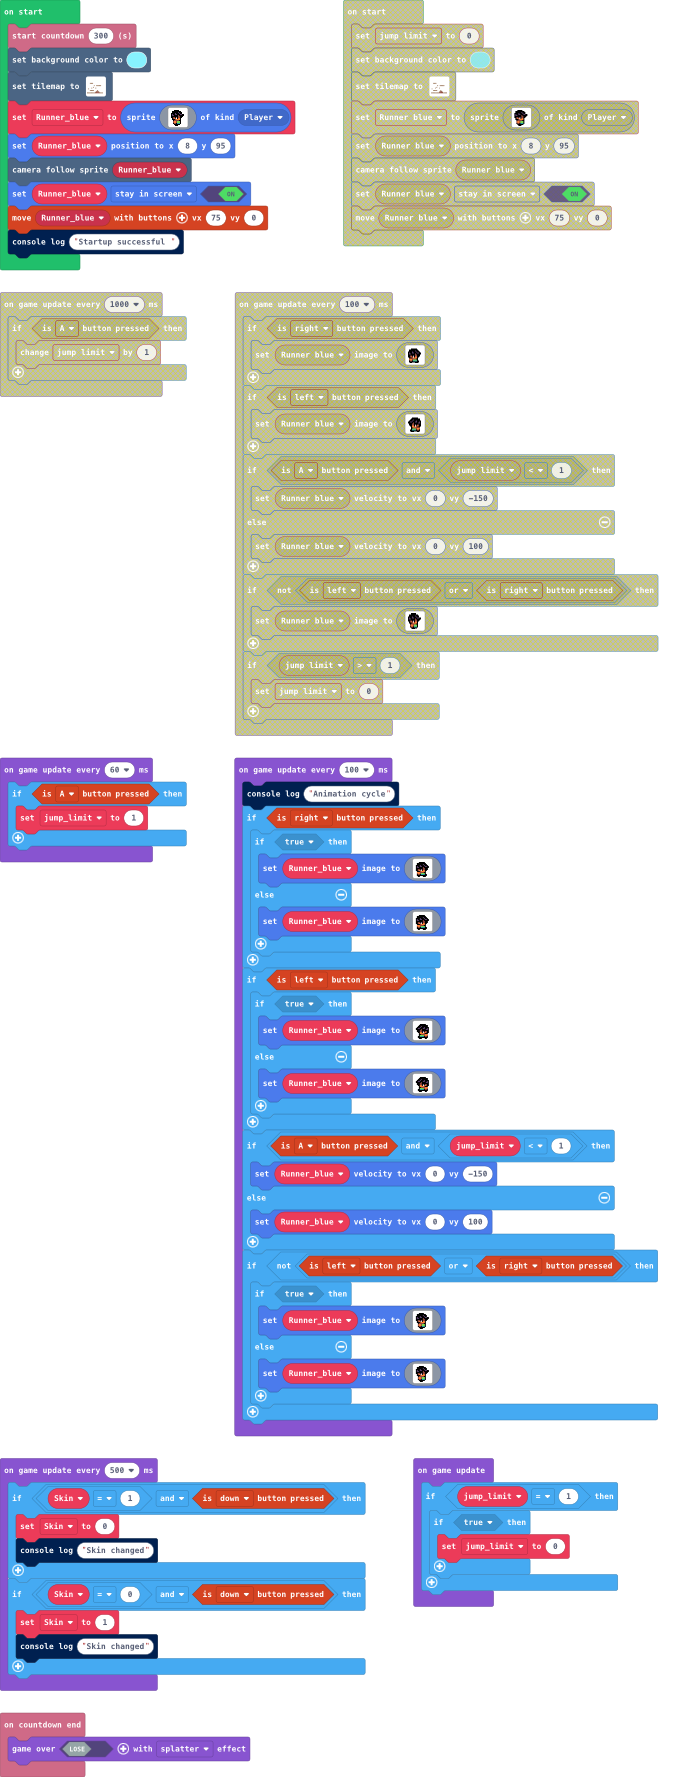 on start
start countdown 300 (s)
set background color to
set tilemap to
set Runner_blue to sprite of kind Player
set Runner_blue position to x 8 y 95
camera follow sprite Runner_blue
set Runner_blue stay in screen ON
move Runner_blue with buttons vx 75 vy 0
console log "Startup successful "
on start
set jump limit to 0
set background color to
set tilemap to
set Runner blue to sprite of kind Player
set Runner blue position to x 8 y 95
camera follow sprite Runner blue
set Runner blue stay in screen ON
move Runner blue with buttons vx 75 vy 0
on game update every 1000 ms
if is A button pressed then
change jump limit by 1
on game update every 100 ms
if is right button pressed then
set Runner blue image to
if is left button pressed then
set Runner blue image to
if is A button pressed and jump limit < 1 then
set Runner blue velocity to vx 0 vy -150
else
set Runner blue velocity to vx 0 vy 100
if not is left button pressed or is right button pressed then
set Runner blue image to
if jump limit > 1 then
set jump limit to 0
on game update every 60 ms
if is A button pressed then
set jump_limit to 1
on game update every 100 ms
console log "Animation cycle"
if is right button pressed then
if true then
set Runner_blue image to
else
set Runner_blue image to
if is left button pressed then
if true then
set Runner_blue image to
else
set Runner_blue image to
if is A button pressed and jump_limit < 1 then
set Runner_blue velocity to vx 0 vy -150
else
set Runner_blue velocity to vx 0 vy 100
if not is left button pressed or is right button pressed then
if true then
set Runner_blue image to
else
set Runner_blue image to
on game update every 500 ms
if Skin = 1 and is down button pressed then
set Skin to 0
console log "Skin changed"
if Skin = 0 and is down button pressed then
set Skin to 1
console log "Skin changed"
on game update
if jump_limit = 1 then
if true then
set jump_limit to 0
on countdown end
game over LOSE with splatter effect